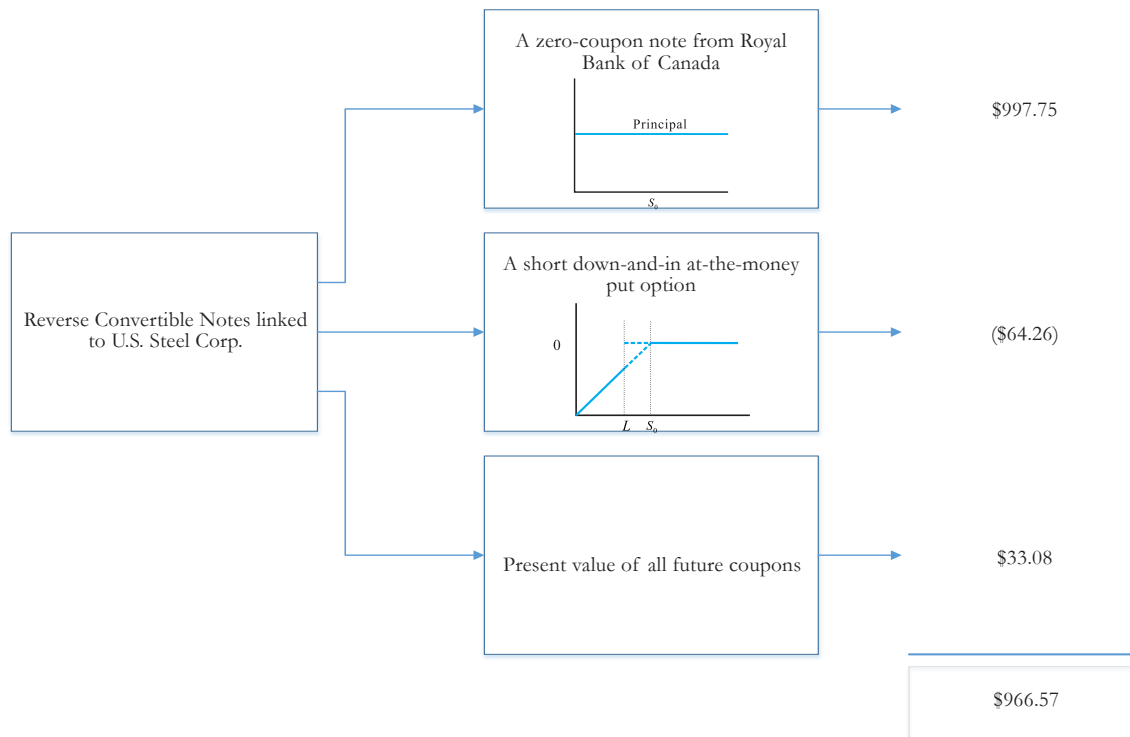 A zero-coupon note from Royal
Bank of Canada
Principal
S₀
$997.75
Reverse Convertible Notes linked
to U.S. Steel Corp.
A short down-and-in at-the-money
put option
0
L S₀
($64.26)
Present value of all future coupons
$33.08
$966.57